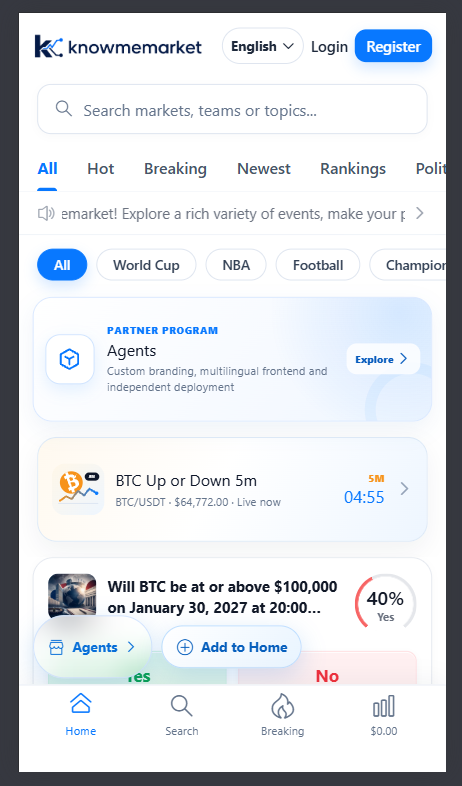 knowmemarket English Login Register
Search markets, teams or topics...
All Hot Breaking Newest Rankings Polit
emarket! Explore a rich variety of events, make your p
All World Cup NBA Football Champion
PARTNER PROGRAM
Agents
Custom branding, multilingual frontend and
independent deployment
Explore
BTC Up or Down 5m
BTC/USDT · $64,772.00 · Live now
5M
04:55
Will BTC be at or above $100,000
on January 30, 2027 at 20:00...
40%
Yes
Agents Add to Home
Yes No
Home Search Breaking $0.00